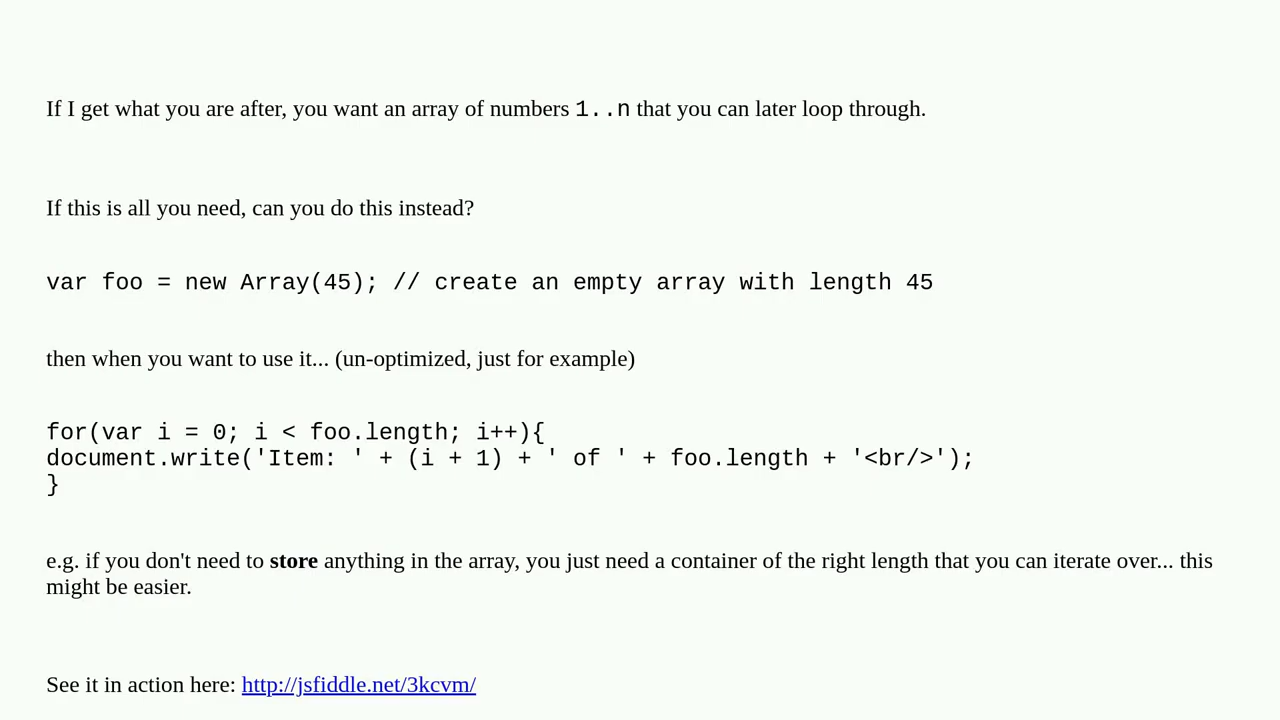 If I get what you are after, you want an array of numbers 1..n that you can later loop through.
If this is all you need, can you do this instead?
var foo = new Array(45); // create an empty array with length 45
then when you want to use it... (un-optimized, just for example)
for(var i = 0; i < foo.length; i++){
document.write('Item: ' + (i + 1) + ' of ' + foo.length + '<br/>');
}
e.g. if you don't need to store anything in the array, you just need a container of the right length that you can iterate over... this
might be easier.
See it in action here: http://jsfiddle.net/3kcvm/